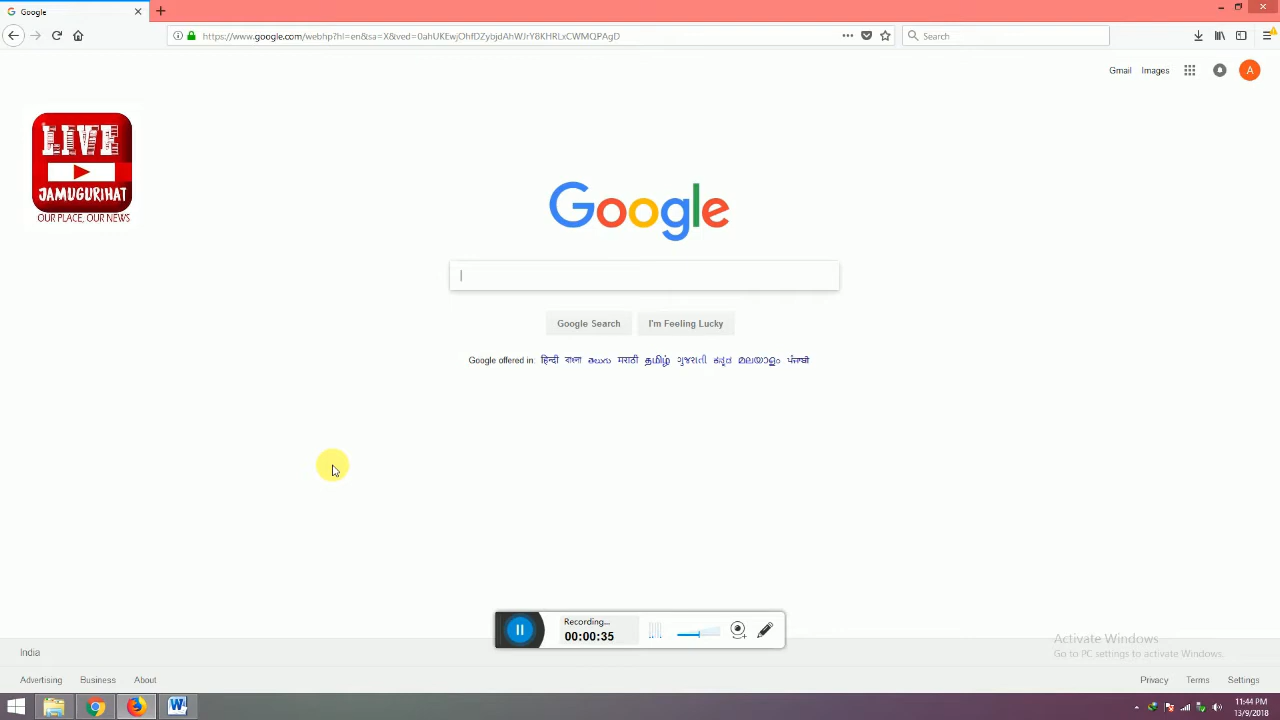 Google
https://www.google.com/webhp?hl=en&sa=X&ved=0ahUKEwjOhfDZybjdAhWJrY8KHRLxCWMQPAgD
Search
Gmail Images A
LIVE
JAMUGURIHAT
OUR PLACE, OUR NEWS
Google
Google Search I'm Feeling Lucky
Google offered in: हिन्दी বাংলা తెలుగు मराठी தமிழ் ગુજરાતી ಕನ್ನಡ മലയാളം ਪੰਜਾਬੀ
Recording...
00:00:35
Activate Windows
Go to PC settings to activate Windows.
India
Advertising Business About Privacy Terms Settings
11:44 PM
13/9/2018